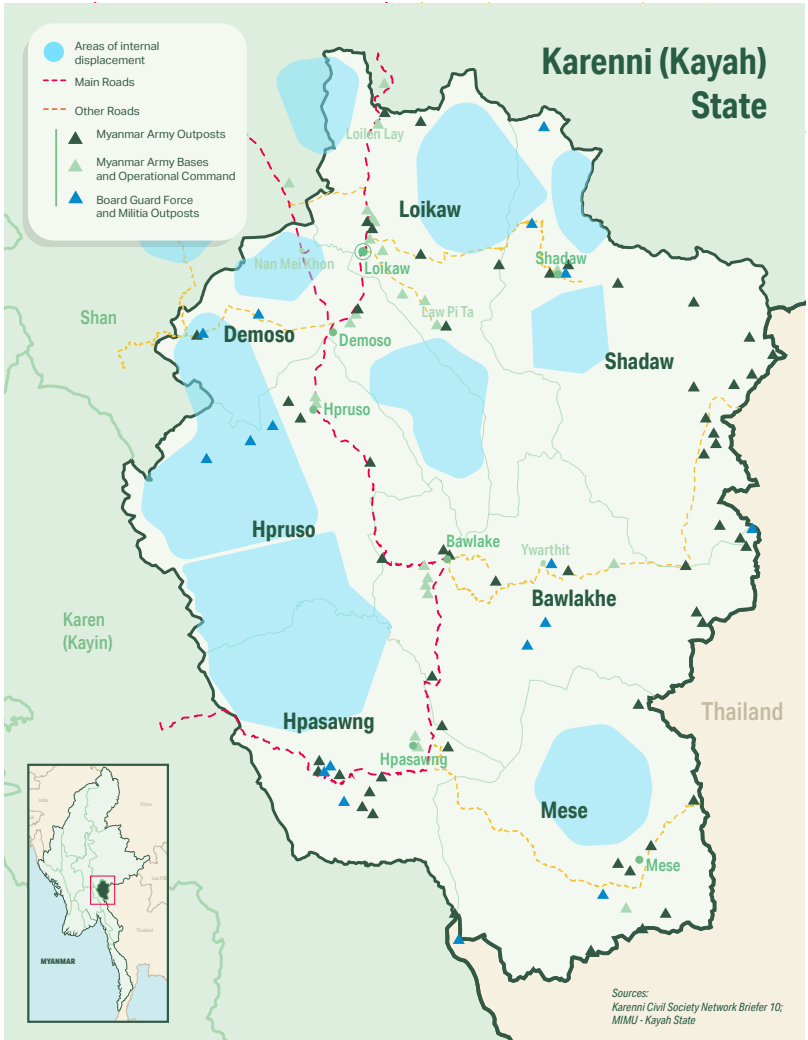 Karenni (Kayah)
State
Areas of internal
displacement
Main Roads
Other Roads
Myanmar Army Outposts
Myanmar Army Bases
and Operational Command
Board Guard Force
and Militia Outposts
Loilen Lay
Loikaw
Nan Mei Khon
Loikaw
Shadaw
Shan
Law Pi Ta
Demoso
Demoso
Shadaw
Hpruso
Hpruso
Bawlake
Ywarthit
Bawlakhe
Karen
(Kayin)
Thailand
Hpasawng
Hpasawng
Mese
Mese
India
China
Thailand
MYANMAR
Sources:
Karenni Civil Society Network Briefer 10;
MIMU - Kayah State